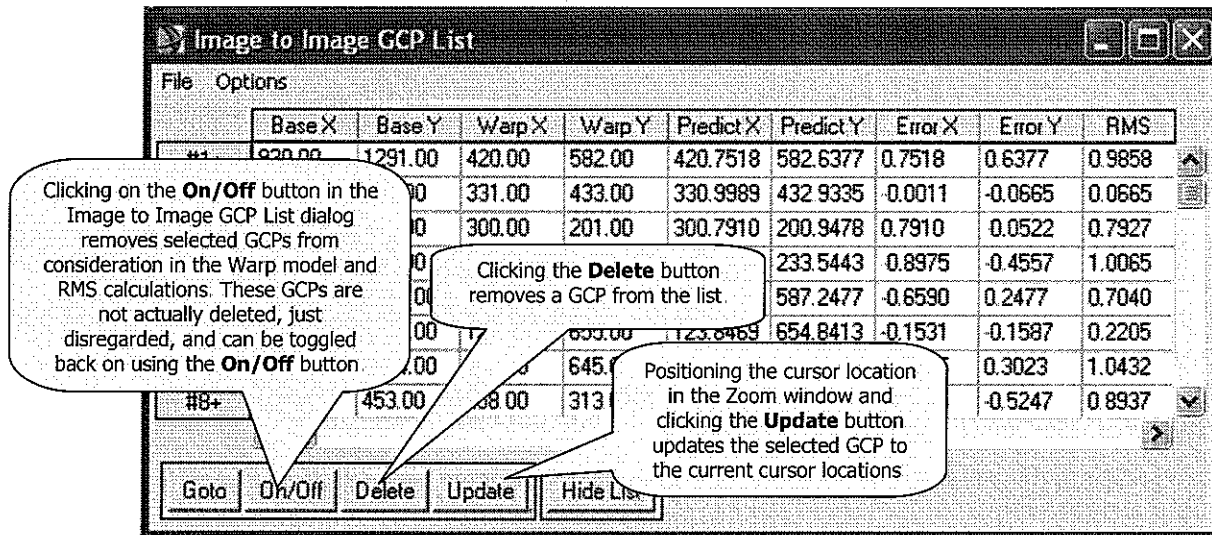 Image to Image GCP List
File Options
Base X Base Y Warp X Warp Y Predict X Predict Y Error X Error Y RMS
#1+ 920.00 1291.00 420.00 582.00 420.7518 582.6377 0.7518 0.6377 0.9858
331.00 433.00 330.9989 432.9335 -0.0011 -0.0665 0.0665
300.00 201.00 300.7910 200.9478 0.7910 -0.0522 0.7927
233.5443 -0.8975 -0.4557 1.0065
587.2477 -0.6590 0.2477 0.7040
655.00 123.8469 654.8413 -0.1531 -0.1587 0.2205
0.3023 1.0432
#8+ 453.00 -0.5247 0.8937
Clicking on the On/Off button in the
Image to Image GCP List dialog
removes selected GCPs from
consideration in the Warp model and
RMS calculations. These GCPs are
not actually deleted, just
disregarded, and can be toggled
back on using the On/Off button
Clicking the Delete button
removes a GCP from the list
Positioning the cursor location
in the Zoom window and
clicking the Update button
updates the selected GCP to
the current cursor locations
Goto On/Off Delete Update Hide List